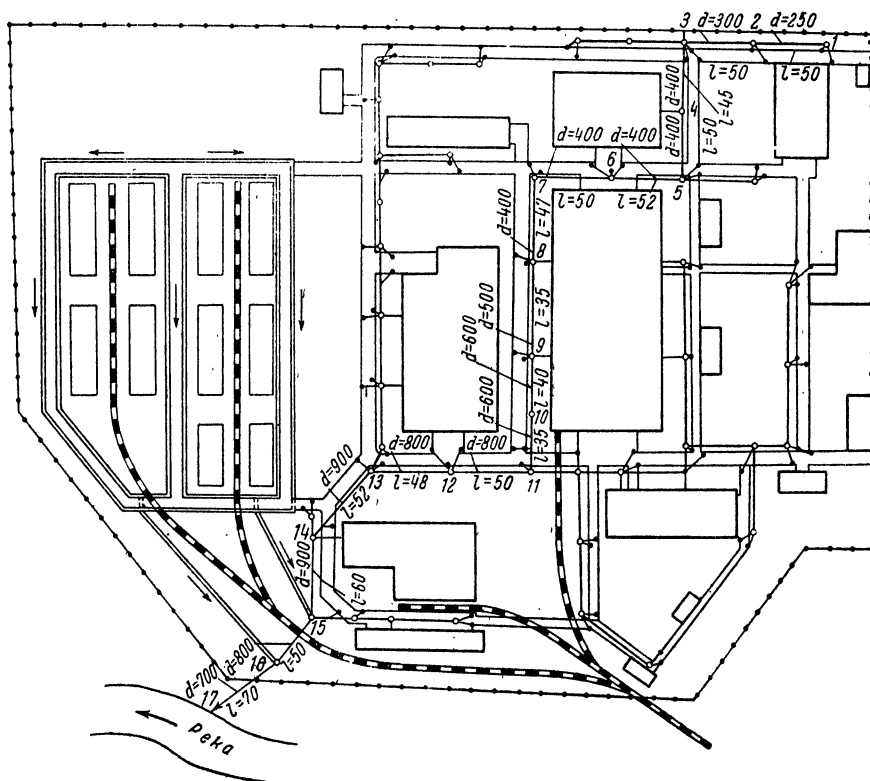 3 d=300 2 d=250 1
l=50 l=50
d=400 4 l=45
d=400 l=50
d=400 d=400
6
7 5
l=50 l=52
l=47
d=400 8
l=35
d=500
9
d=600 l=40
10
d=600 l=35
d=800 d=800
d=900 13 l=48 12 l=50 11
l=52
14
d=900
l=60
15
16 l=50
d=800
d=700
17 l=70
река